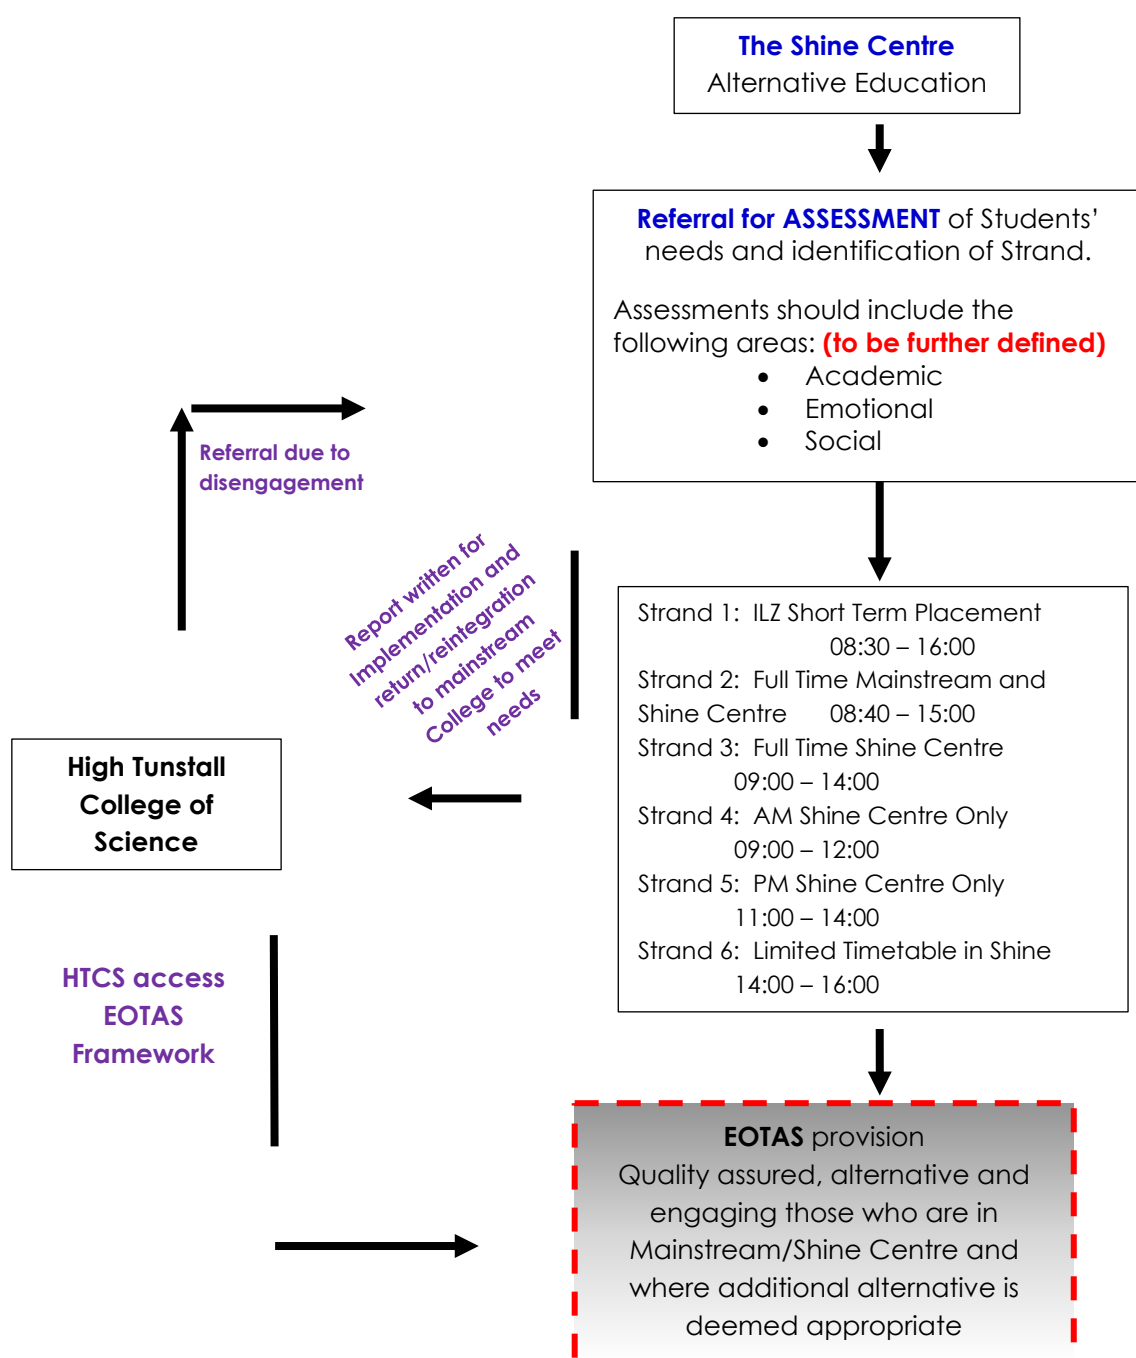 The Shine Centre
Alternative Education
Referral for ASSESSMENT of Students’
needs and identification of Strand.
Assessments should include the
following areas: (to be further defined)
• Academic
• Emotional
• Social
Referral due to
disengagement
Report written for
Implementation and
return/reintegration
to mainstream
College to meet
needs
Strand 1: ILZ Short Term Placement
08:30 – 16:00
Strand 2: Full Time Mainstream and
Shine Centre 08:40 – 15:00
Strand 3: Full Time Shine Centre
09:00 – 14:00
Strand 4: AM Shine Centre Only
09:00 – 12:00
Strand 5: PM Shine Centre Only
11:00 – 14:00
Strand 6: Limited Timetable in Shine
14:00 – 16:00
High Tunstall
College of
Science
HTCS access
EOTAS
Framework
EOTAS provision
Quality assured, alternative and
engaging those who are in
Mainstream/Shine Centre and
where additional alternative is
deemed appropriate